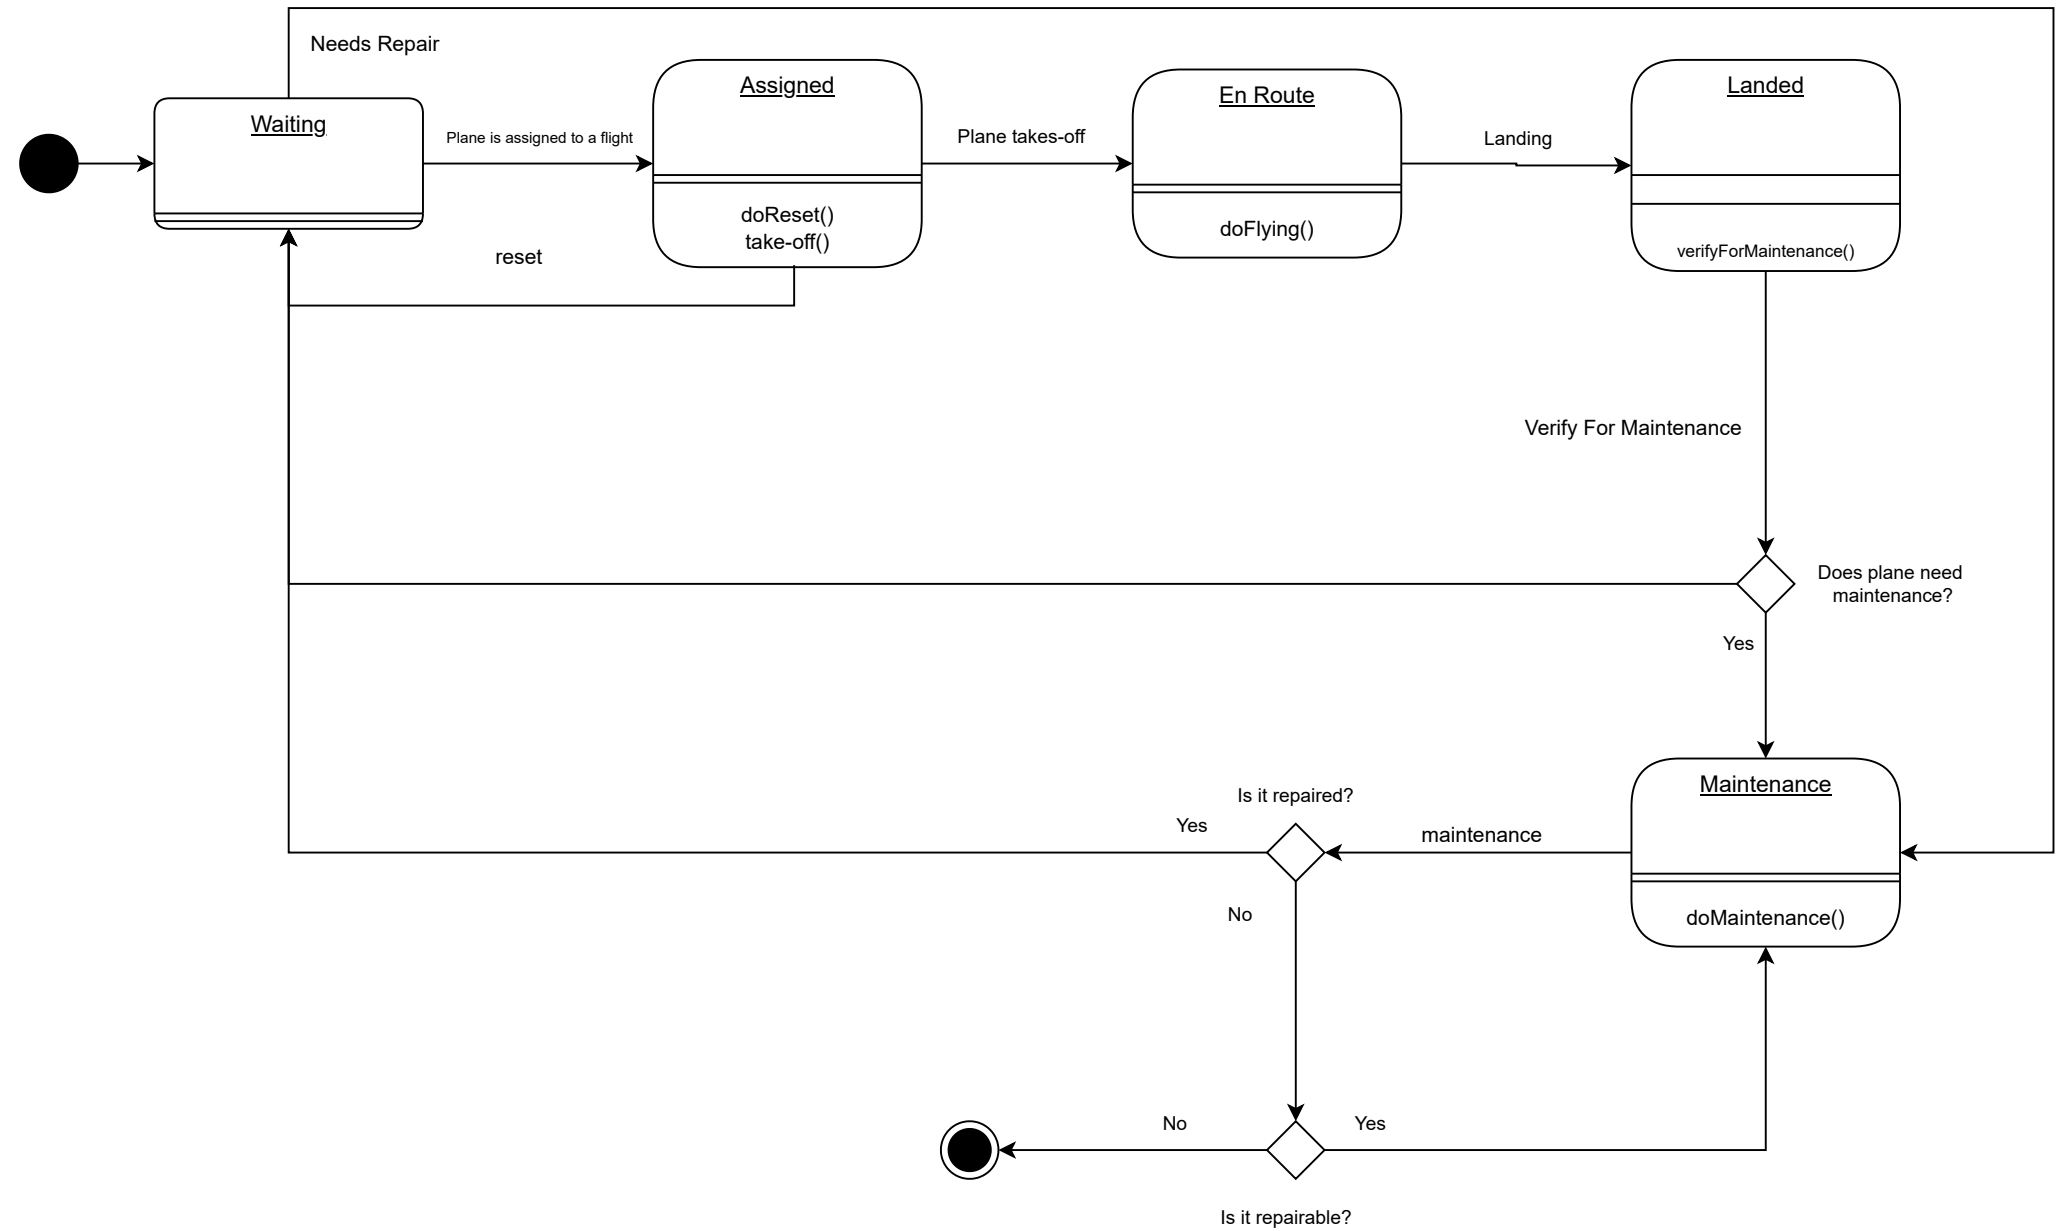 Needs Repair
Waiting
Plane is assigned to a flight
Assigned
doReset()
take-off()
reset
Plane takes-off
En Route
doFlying()
Landing
Landed
verifyForMaintenance()
Verify For Maintenance
Does plane need
maintenance?
Yes
Maintenance
doMaintenance()
maintenance
Is it repaired?
Yes
No
No
Yes
Is it repairable?